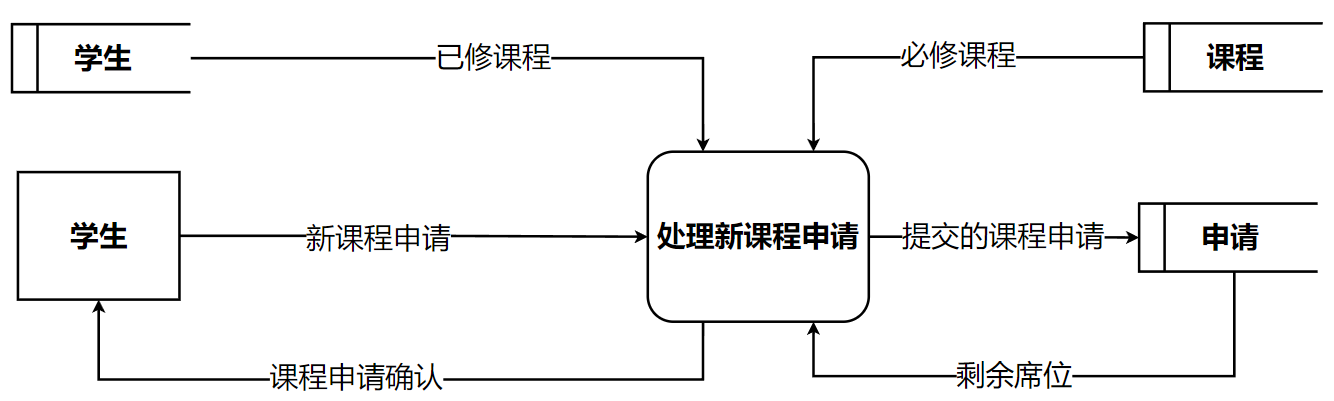 学生
已修课程
必修课程
课程
学生
新课程申请
处理新课程申请
提交的课程申请
申请
课程申请确认
剩余席位